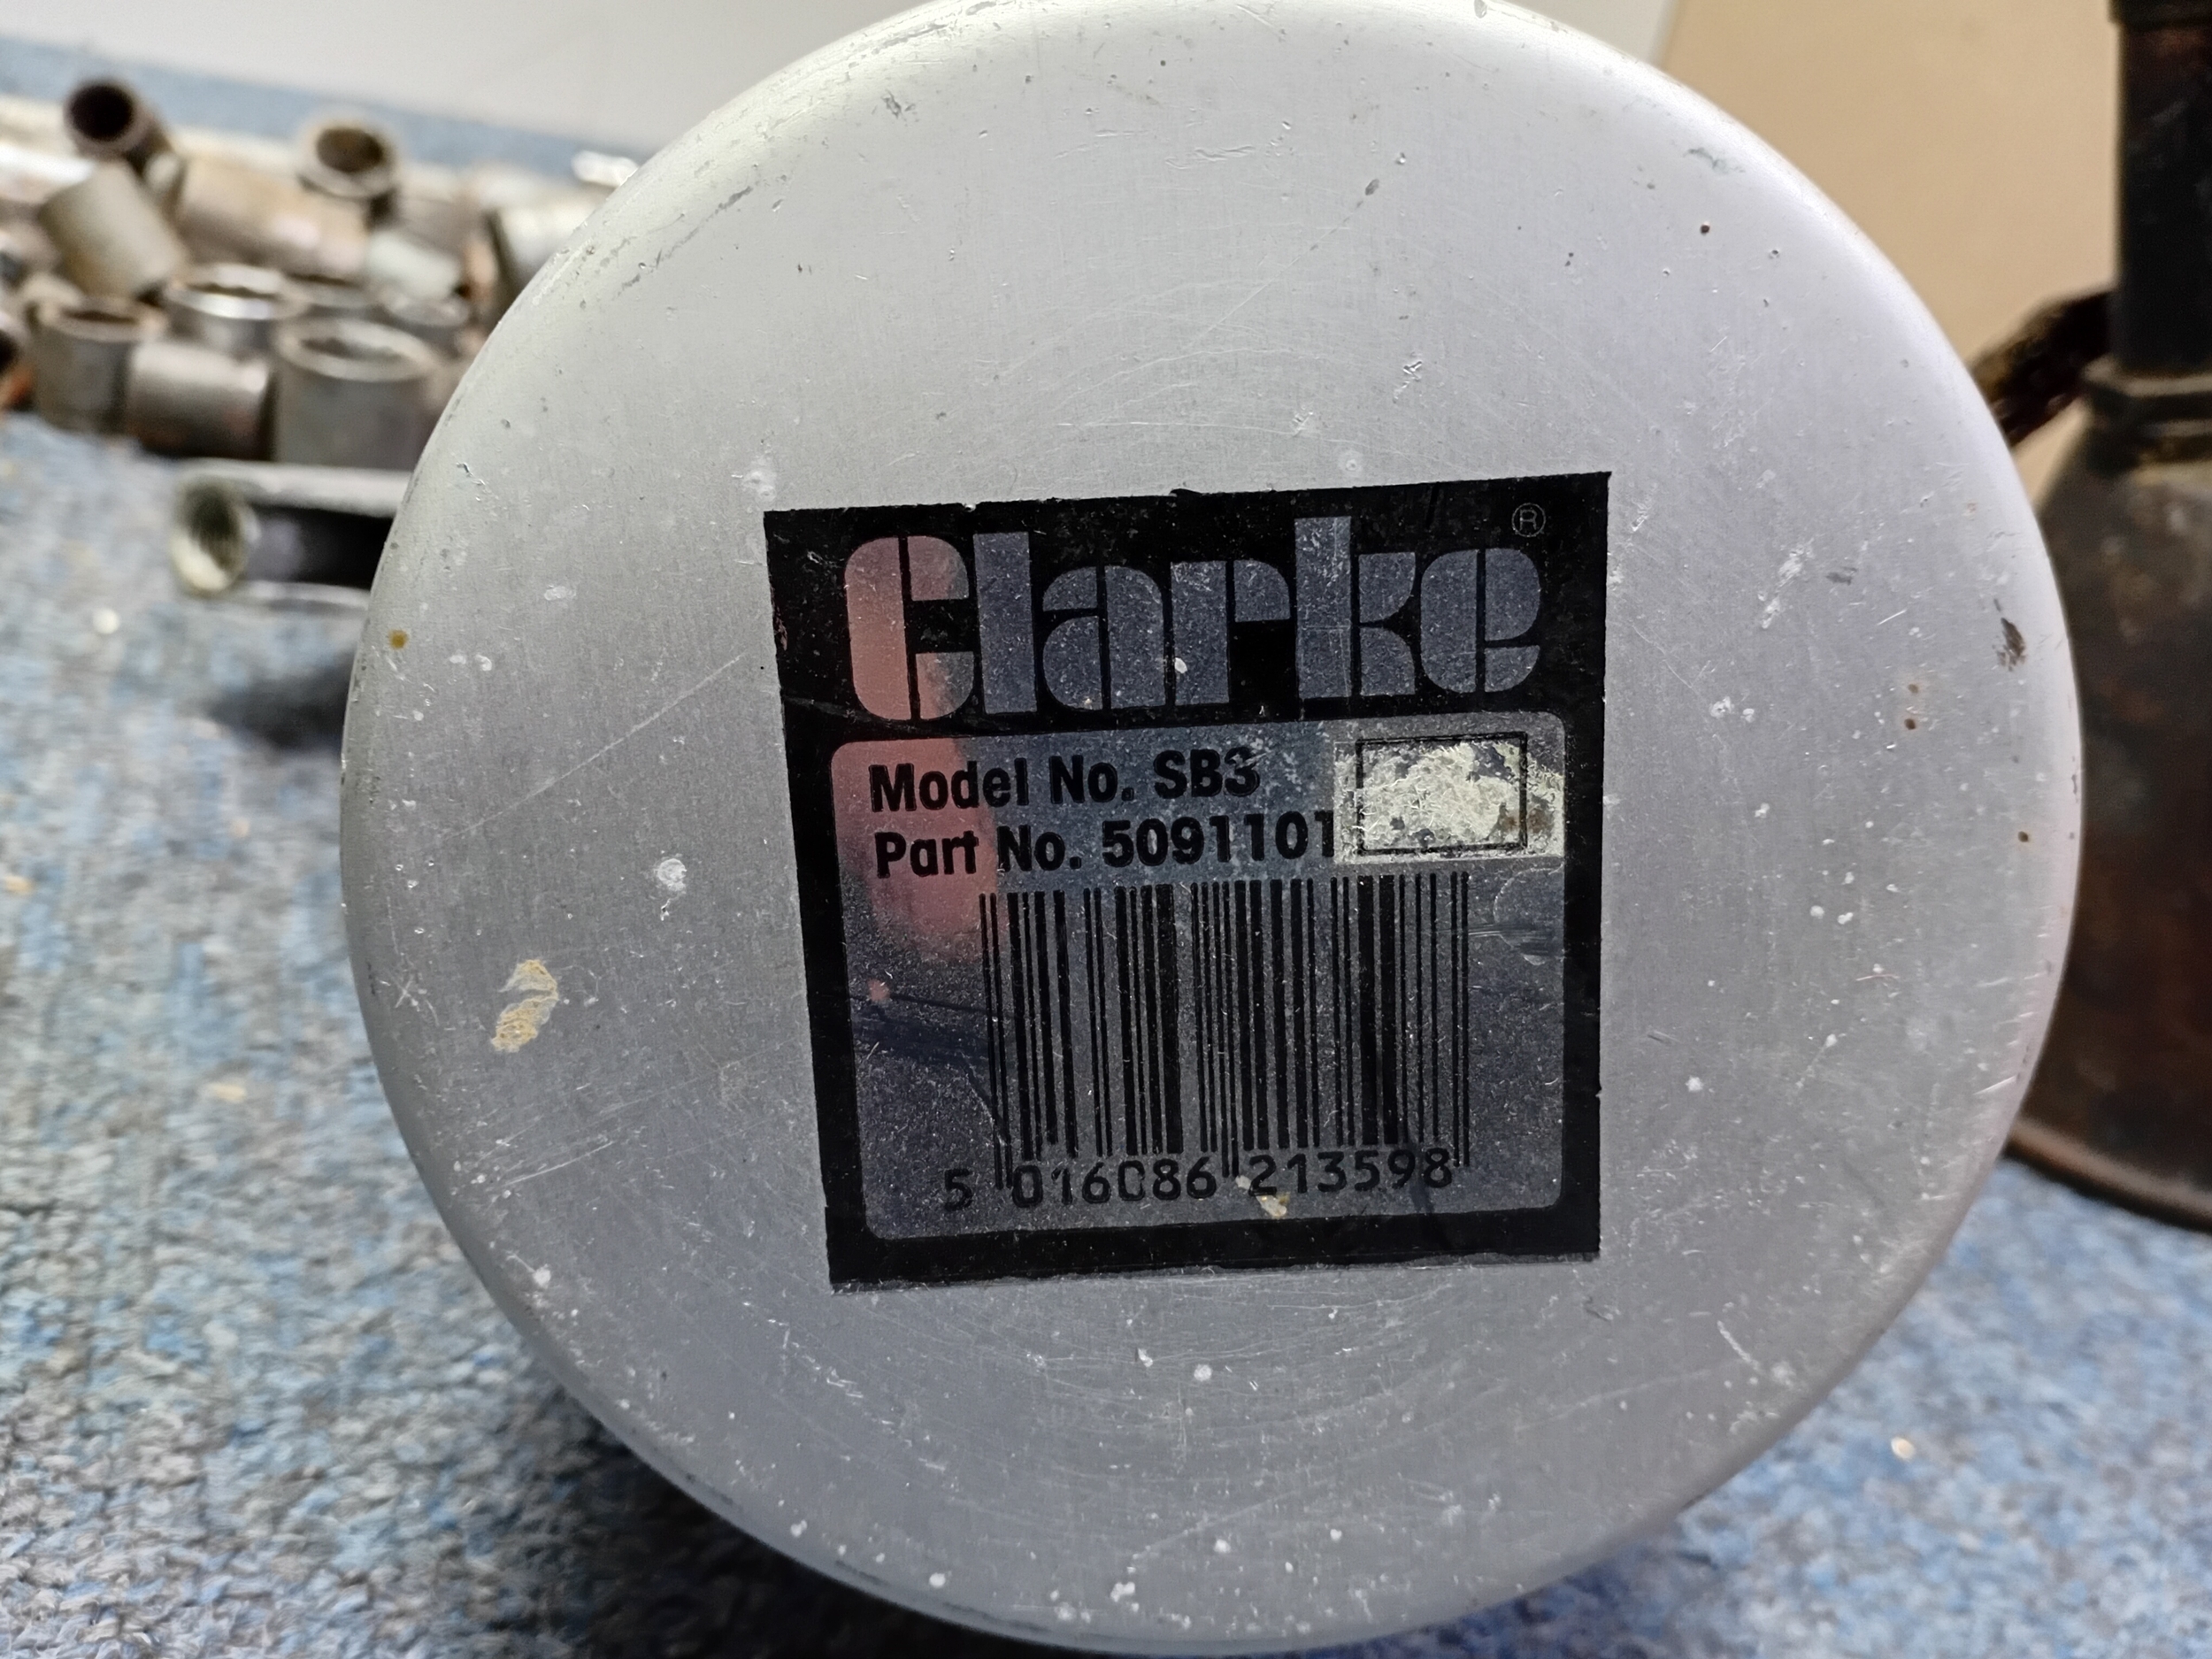 Clarke®
Model No. SB3
Part No. 5091101
5 016086 213598